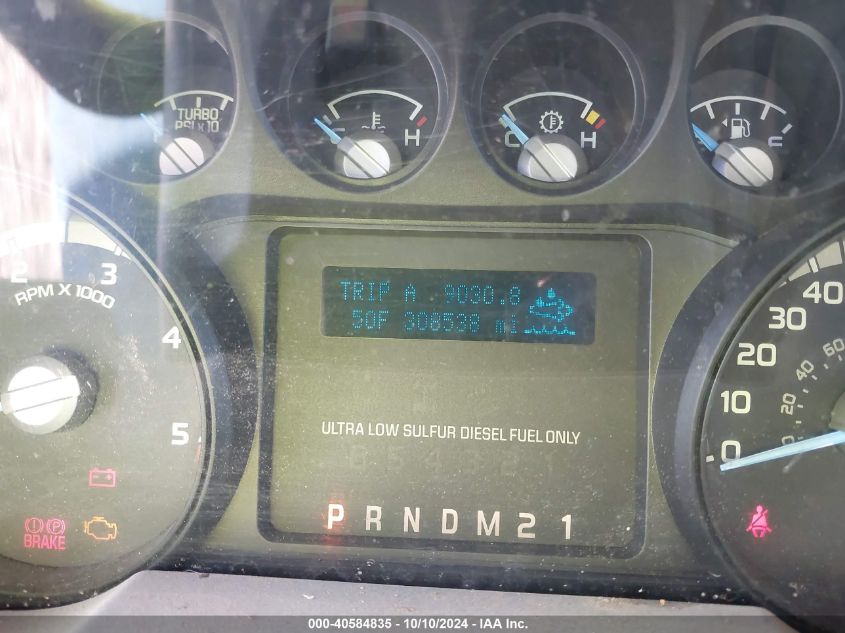 TURBO
PSI x 10
H
C H
2 3
RPM X 1000
4
5
TRIP A 9030.8
50F 308538 mi
ULTRA LOW SULFUR DIESEL FUEL ONLY
P R N D M 2 1
BRAKE
P
40
30
20
10
0
60
40
20
000-40584835 - 10/10/2024 - IAA Inc.